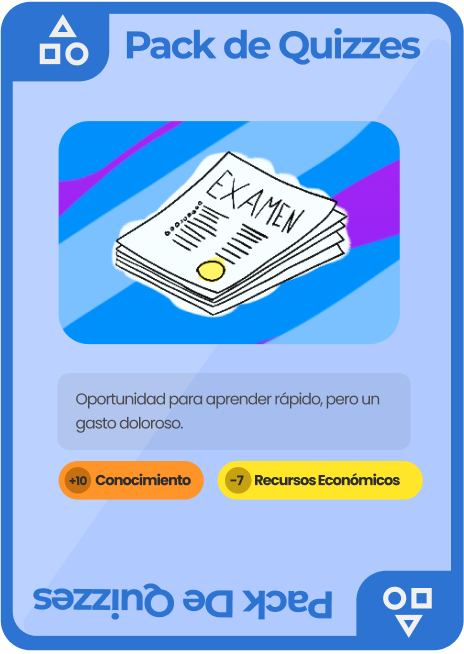 Pack de Quizzes
EXAMEN
Oportunidad para aprender rápido, pero un
gasto doloroso.
+10 Conocimiento
-7 Recursos Económicos
Pack De Quizzes